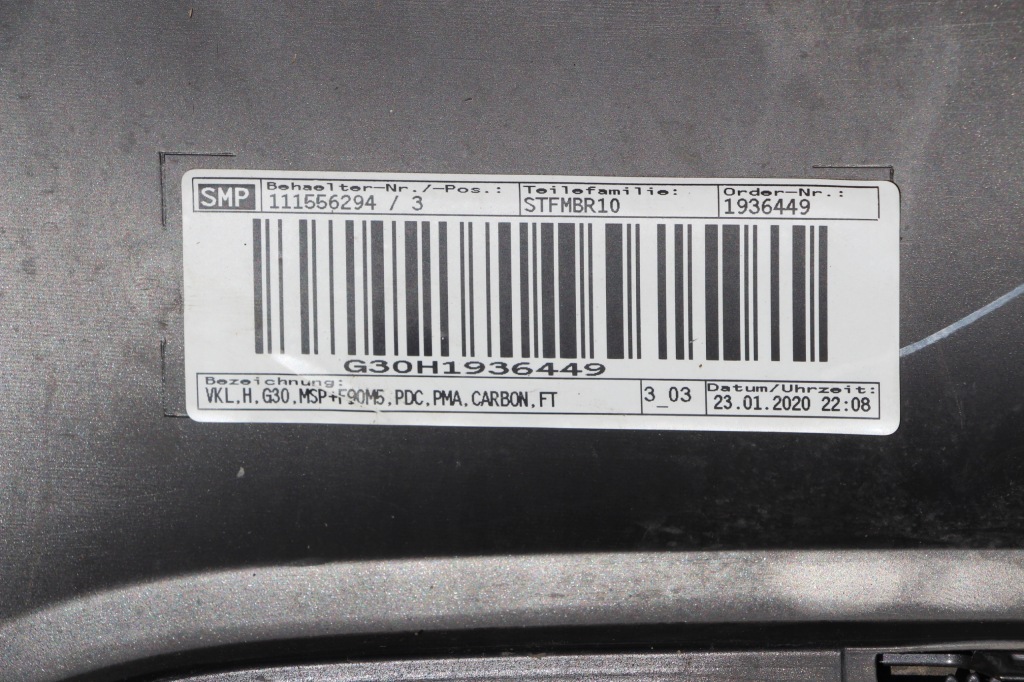 SMP Behaelter-Nr./-Pos.: Teilefamilie: Order-Nr.:
111556294 / 3 STFMBR10 1936449
G30H1936449
Bezeichnung: Datum/Uhrzeit:
VKL,H,G30,MSP+F90M5,PDC,PMA,CARBON,FT 3_03 23.01.2020 22:08